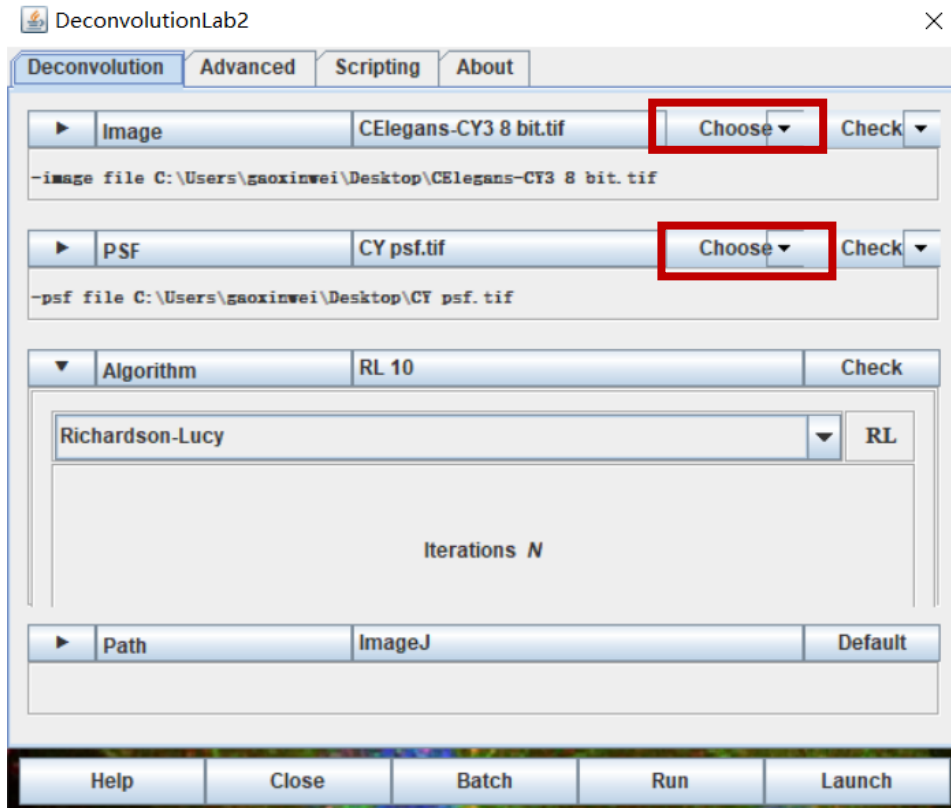 DeconvolutionLab2
Deconvolution Advanced Scripting About
Image CElegans-CY3 8 bit.tif Choose Check
-image file C:\Users\gaoxinwei\Desktop\CElegans-CY3 8 bit.tif
PSF CY psf.tif Choose Check
-psf file C:\Users\gaoxinwei\Desktop\CY psf.tif
Algorithm RL 10 Check
Richardson-Lucy RL
Iterations N
Path ImageJ Default
Help Close Batch Run Launch